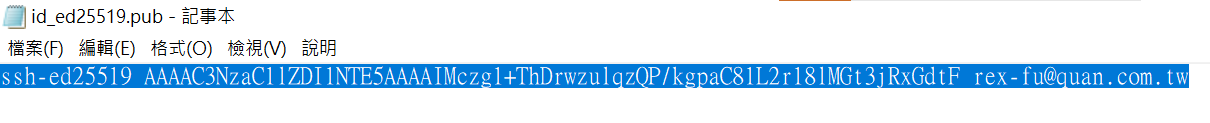 id_ed25519.pub - 記事本
檔案(F) 編輯(E) 格式(O) 檢視(V) 說明
ssh-ed25519 AAAAC3NzaC1lZDI1NTE5AAAAIMczgl+ThDrwzulqzQP/kgpaC81L2r18lMGt3jRxGdtF rex-fu@quan.com.tw